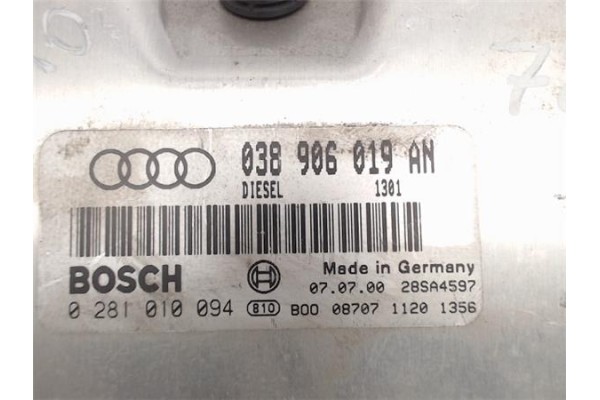 038 906 019 AN
DIESEL 1301
BOSCH Made in Germany
07.07.00 28SA4597
0 281 010 094 810 B00 08707 1120 1356